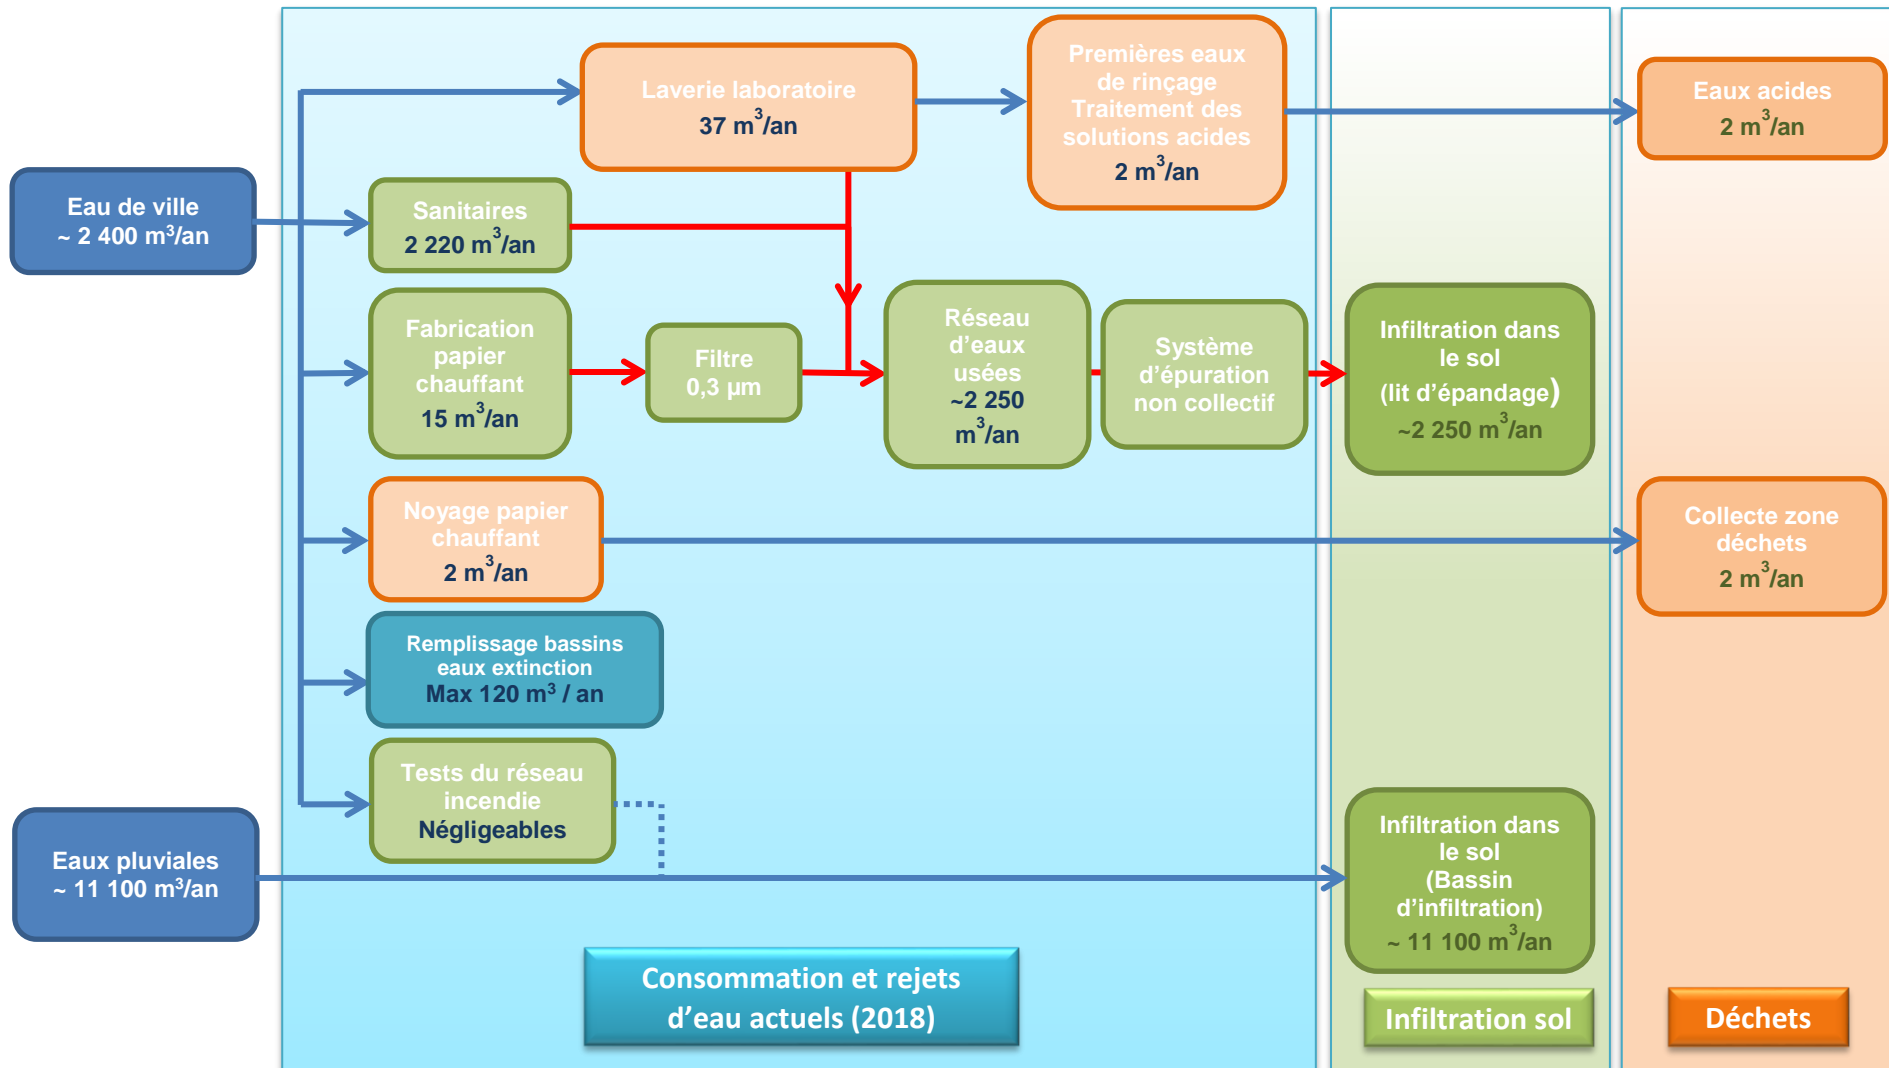 Laverie laboratoire
37 m³/an
Premières eaux
de rinçage
Traitement des
solutions acides
2 m³/an
Eaux acides
2 m³/an
Eau de ville
~ 2 400 m³/an
Sanitaires
2 220 m³/an
Fabrication
papier
chauffant
15 m³/an
Filtre
0,3 µm
Réseau
d’eaux
usées
~2 250
m³/an
Système
d’épuration
non collectif
Infiltration dans
le sol
(lit d’épandage)
~2 250 m³/an
Noyage papier
chauffant
2 m³/an
Collecte zone
déchets
2 m³/an
Remplissage bassins
eaux extinction
Max 120 m³ / an
Tests du réseau
incendie
Négligeables
Eaux pluviales
~ 11 100 m³/an
Infiltration dans
le sol
(Bassin
d’infiltration)
~ 11 100 m³/an
Consommation et rejets
d’eau actuels (2018)
Infiltration sol
Déchets